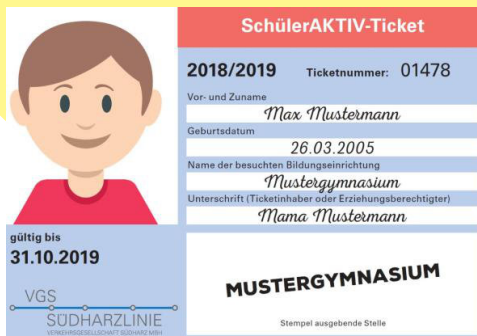 SchülerAKTIV-Ticket
2018/2019 Ticketnummer: 01478
Vor- und Zuname
Max Mustermann
Geburtsdatum
26.03.2005
Name der besuchten Bildungseinrichtung
Mustergymnasium
Unterschrift (Ticketinhaber oder Erziehungsberechtigter)
Mama Mustermann
gültig bis
31.10.2019
MUSTERGYMNASIUM
Stempel ausgebende Stelle
VGS
SÜDHARZLINIE
VERKEHRSGESELLSCHAFT SÜDHARZ MBH